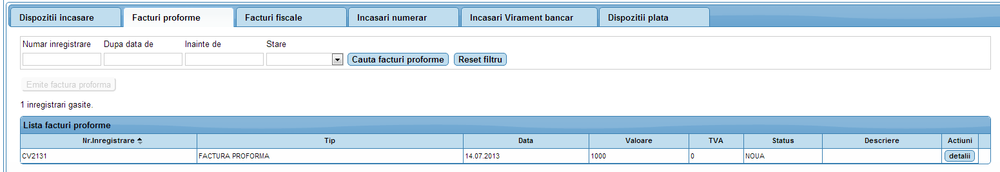 Dispozitii incasare Facturi proforme Facturi fiscale Incasari numerar Incasari Virament bancar Dispozitii plata
Numar inregistrare Dupa data de Inainte de Stare
Cauta facturi proforme Reset filtru
Emite factura proforma
1 inregistrari gasite.
Lista facturi proforme
Nr.Inregistrare Tip Data Valoare TVA Status Descriere Actiuni
CV2131 FACTURA PROFORMA 14.07.2013 1000 0 NOUA detalii